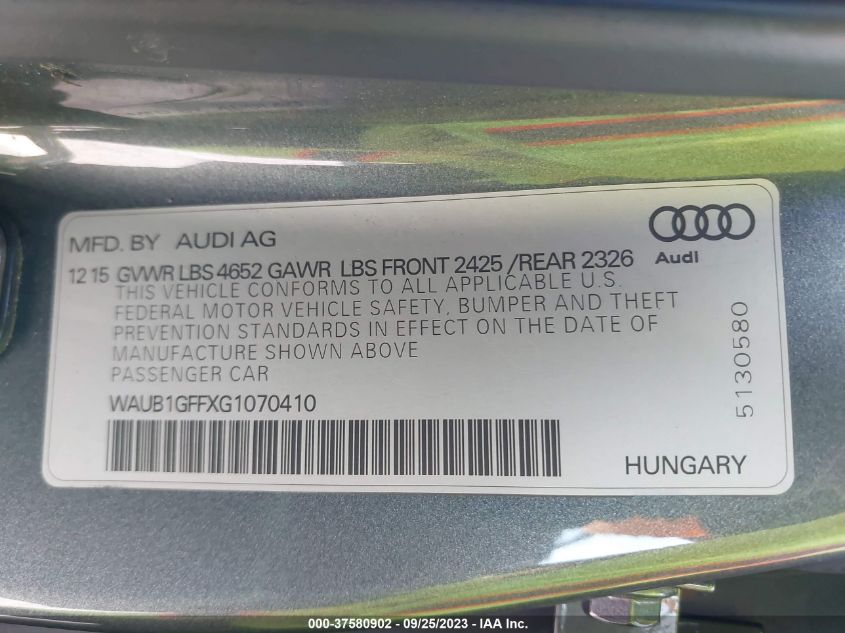 MFD. BY AUDI AG
12 15 GVWR LBS 4652 GAWR LBS FRONT 2425 /REAR 2326
Audi
THIS VEHICLE CONFORMS TO ALL APPLICABLE U.S.
FEDERAL MOTOR VEHICLE SAFETY, BUMPER AND THEFT
PREVENTION STANDARDS IN EFFECT ON THE DATE OF
MANUFACTURE SHOWN ABOVE
PASSENGER CAR
WAUB1GFFXG1070410
5130580
HUNGARY
000-37580902 - 09/25/2023 - IAA Inc.